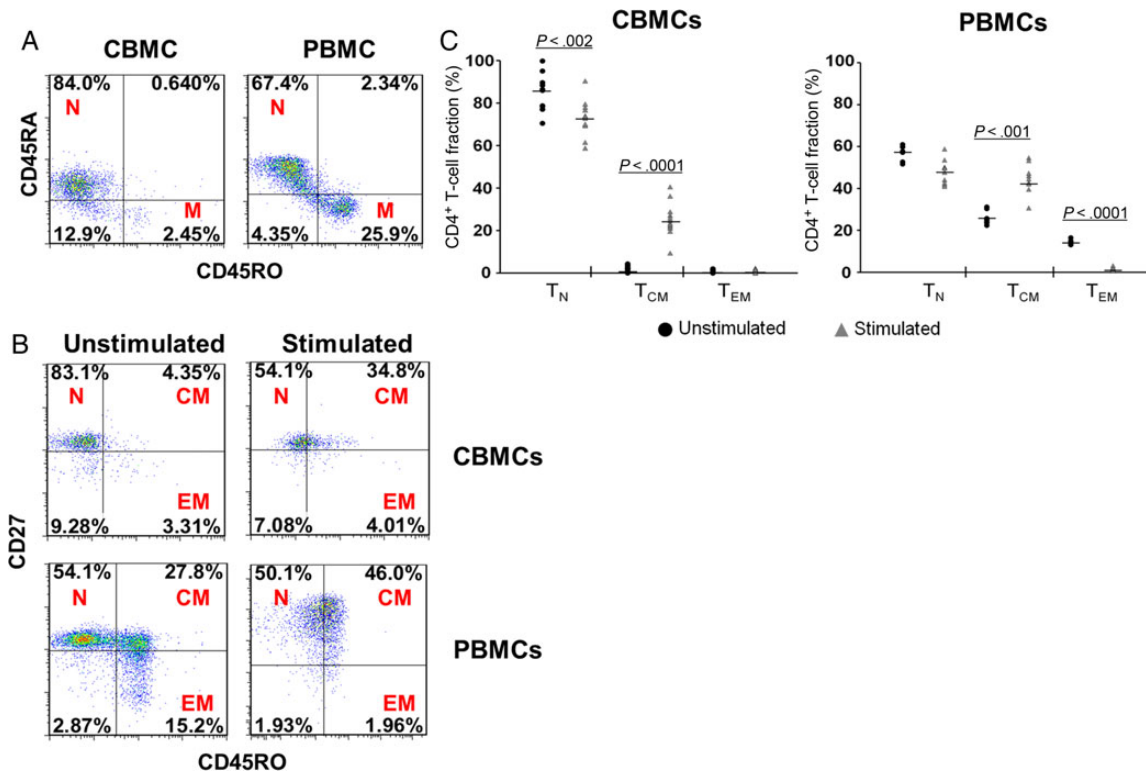 A
CBMC
PBMC
84.0% 0.640%
N
M
12.9% 2.45%
67.4% 2.34%
N
M
4.35% 25.9%
CD45RA
CD45RO
B
Unstimulated
Stimulated
83.1% 4.35%
N CM
EM
9.28% 3.31%
54.1% 34.8%
N CM
EM
7.08% 4.01%
CBMCs
54.1% 27.8%
N CM
EM
2.87% 15.2%
50.1% 46.0%
N CM
EM
1.93% 1.96%
PBMCs
CD27
CD45RO
C
CBMCs
CD4+ T-cell fraction (%)
100
80
60
40
20
0
P < .002
P < .0001
TN TCM TEM
PBMCs
CD4+ T-cell fraction (%)
100
80
60
40
20
0
P < .001
P < .0001
TN TCM TEM
Unstimulated Stimulated